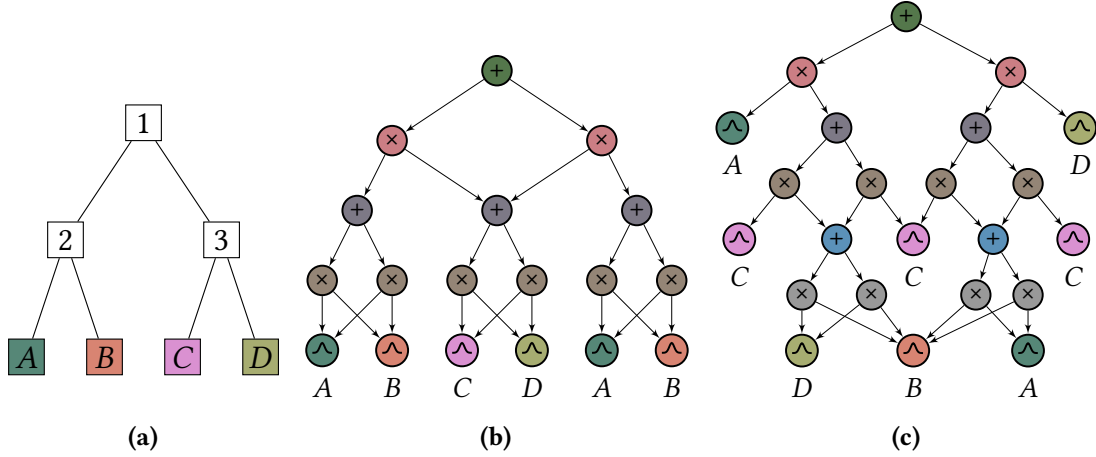 +
× ×
1
+
A + + D
× ×
A D
+ + +
× × × ×
2 3
C + C + C
× × × × × ×
× × × ×
A B C D
A B C D A B
D B A
(a) (b) (c)